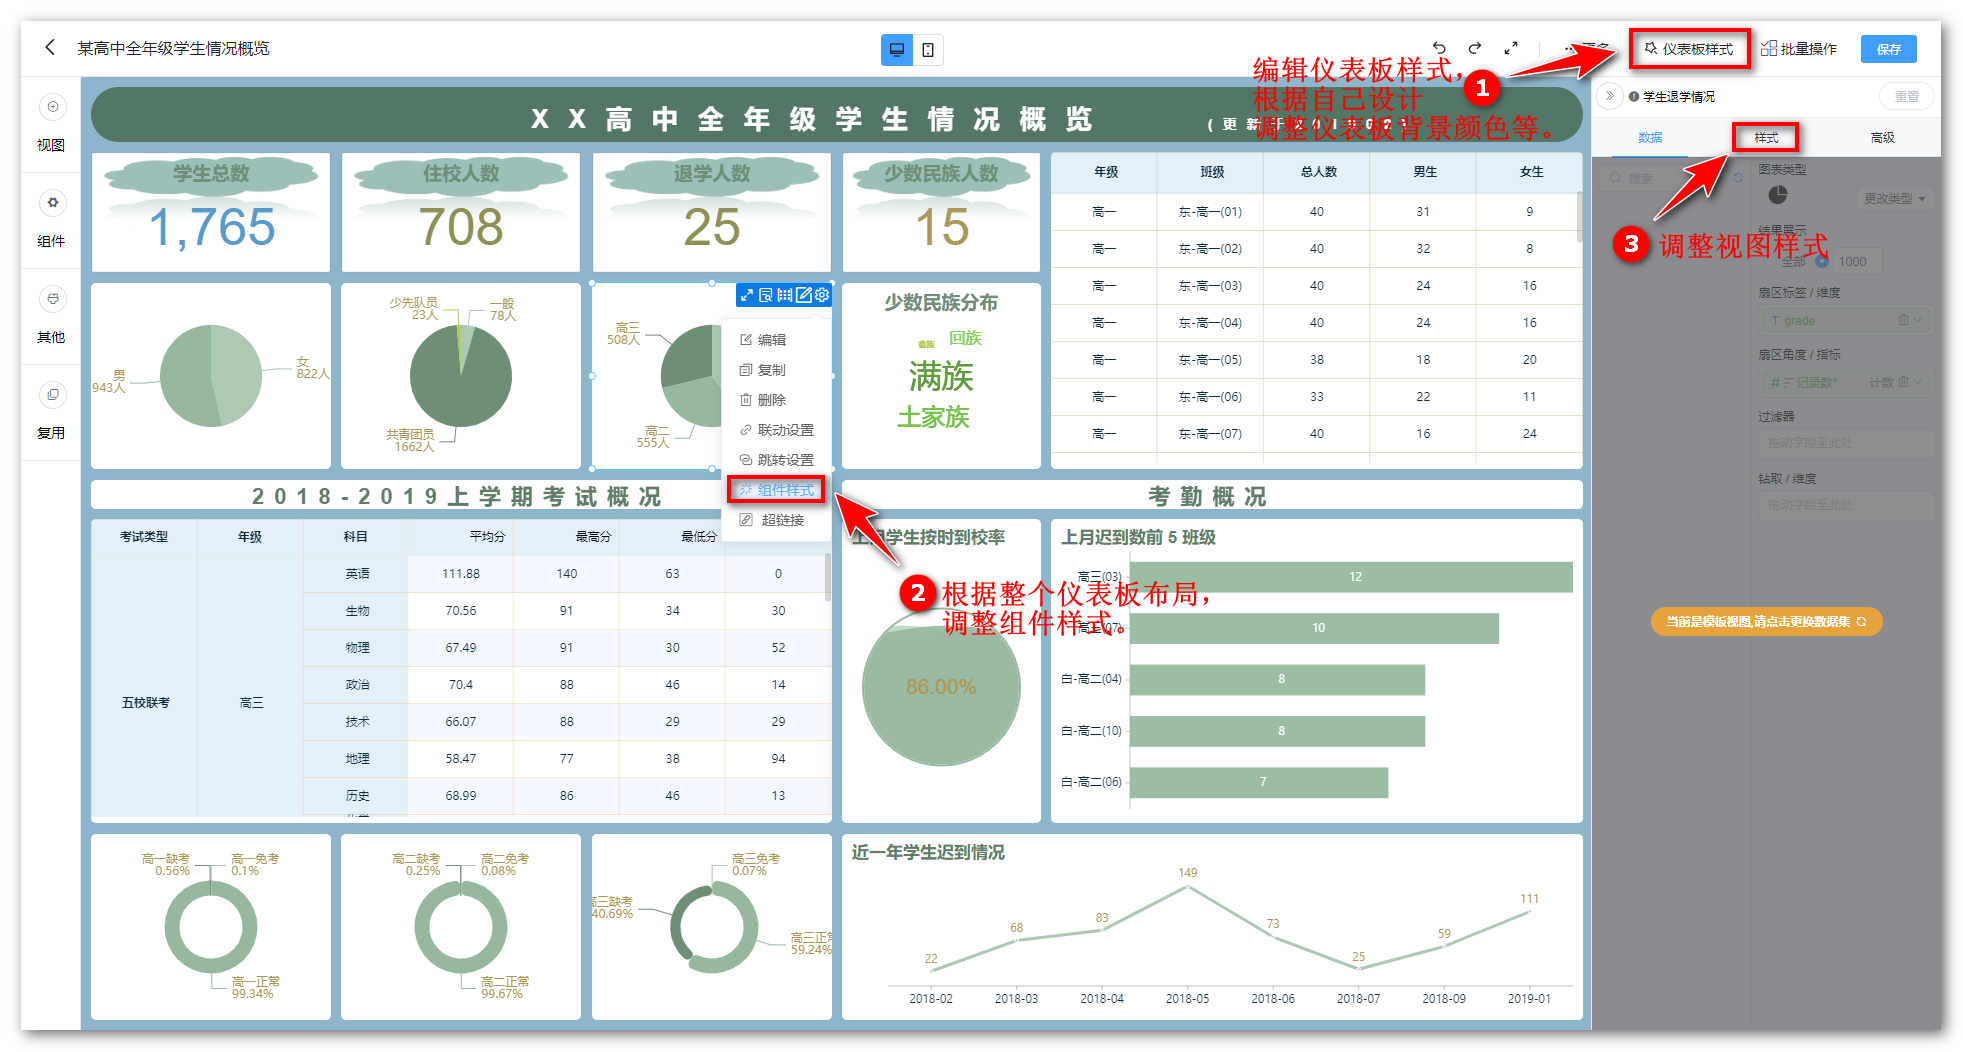 某高中全年级学生情况概览
仪表板样式
批量操作
保存
编辑仪表板样式，
根据自己设计
调整仪表板背景颜色等。
1
视图
组件
其他
复用
XX高中全年级学生情况概览
学生退学情况
重置
数据
样式
高级
搜索
图表类型
更改类型
结果展示
全部
1000
3
调整视图样式
扇区标签 / 维度
T grade
扇区角度 / 指标
# 记录数*
计数
过滤器
拖动字段至此处
钻取 / 维度
拖动字段至此处
当前是模板视图,请点击更换数据集
学生总数
1,765
住校人数
708
退学人数
25
少数民族人数
15
年级 班级 总人数 男生 女生
高一 东-高一(01) 40 31 9
高一 东-高一(02) 40 32 8
高一 东-高一(03) 40 24 16
高一 东-高一(04) 40 24 16
高一 东-高一(05) 38 18 20
高一 东-高一(06) 33 22 11
高一 东-高一(07) 40 16 24
男
943人
女
822人
少先队员
23人
一般
78人
共青团员
1662人
高三
508人
高二
555人
编辑
复制
删除
联动设置
跳转设置
组件样式
超链接
少数民族分布
回族
满族
土家族
2018-2019上学期考试概况
考勤概况
考试类型 年级 科目 平均分 最高分 最低分
五校联考 高三
英语 111.88 140 63 0
生物 70.56 91 34 30
物理 67.49 91 30 52
政治 70.4 88 46 14
技术 66.07 88 29 29
地理 58.47 77 38 94
历史 68.99 86 46 13
学生按时到校率
86.00%
2
根据整个仪表板布局，
调整组件样式。
上月迟到数前 5 班级
高三(03) 12
高三(07) 10
白-高二(04) 8
白-高二(10) 8
白-高二(06) 7
高一缺考
0.56%
高一免考
0.1%
高一正常
99.34%
高二缺考
0.25%
高二免考
0.08%
高二正常
99.67%
高三免考
0.07%
高三缺考
40.69%
高三正常
59.24%
近一年学生迟到情况
22 68 83 149 73 25 59 111
2018-02 2018-03 2018-04 2018-05 2018-06 2018-07 2018-09 2019-01